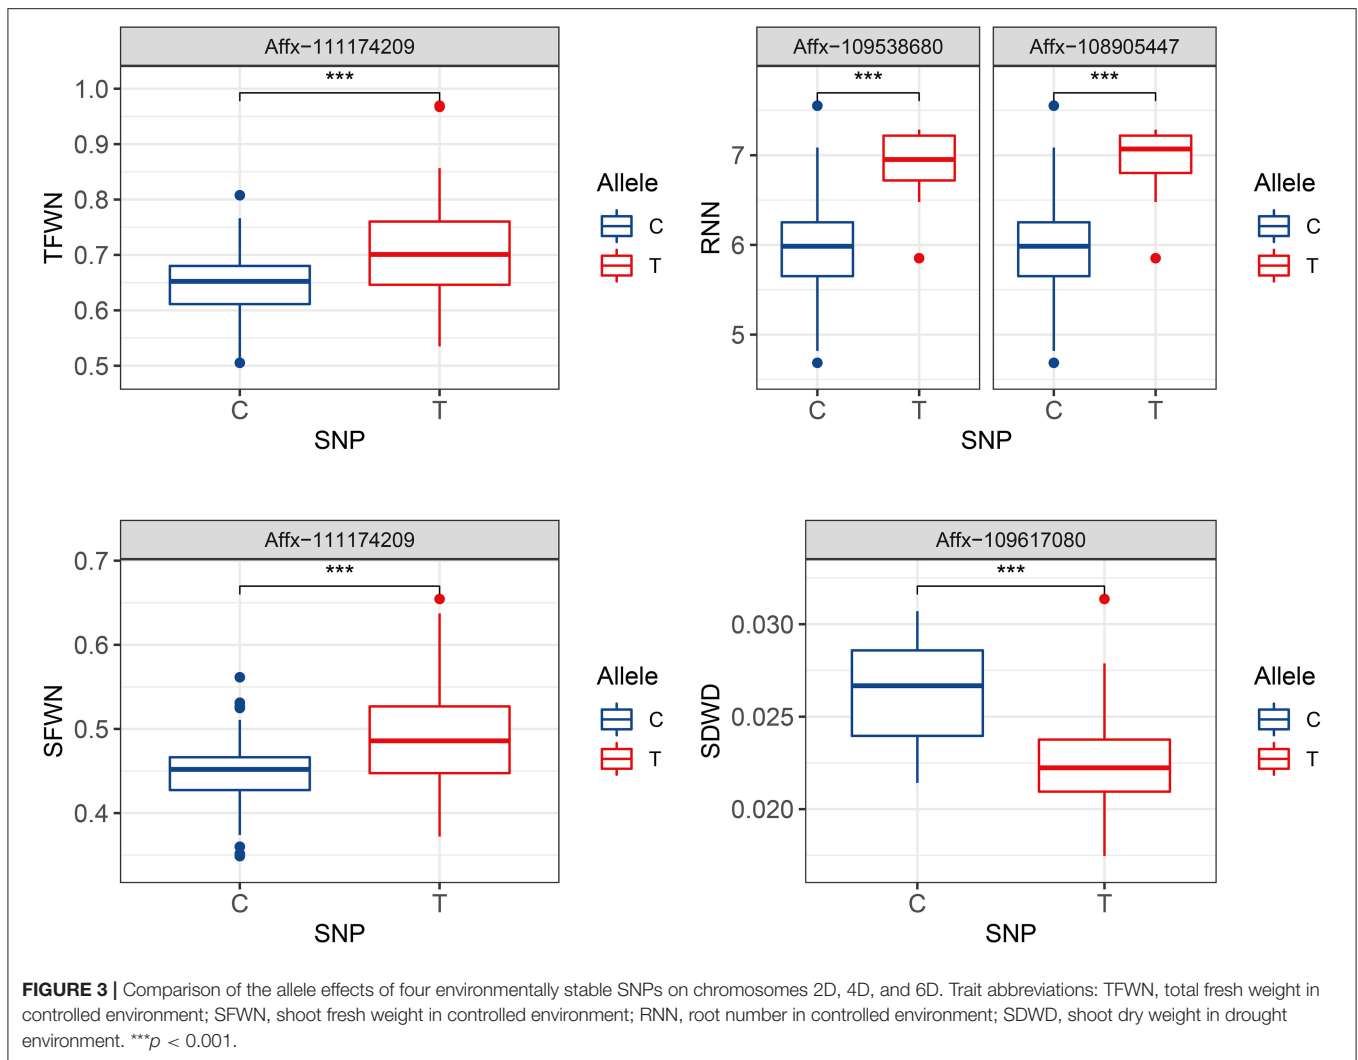 Affx−111174209
***
1.0
0.9
0.8
0.7
0.6
0.5
TFWN
C
T
SNP
Allele
C
T
Affx−109538680
Affx−108905447
***
***
7
6
5
RNN
C
T
C
T
SNP
Allele
C
T
Affx−111174209
***
0.7
0.6
0.5
0.4
SFWN
C
T
SNP
Allele
C
T
Affx−109617080
***
0.030
0.025
0.020
SDWD
C
T
SNP
Allele
C
T
FIGURE 3 | Comparison of the allele effects of four environmentally stable SNPs on chromosomes 2D, 4D, and 6D. Trait abbreviations: TFWN, total fresh weight in
controlled environment; SFWN, shoot fresh weight in controlled environment; RNN, root number in controlled environment; SDWD, shoot dry weight in drought
environment. ***p < 0.001.